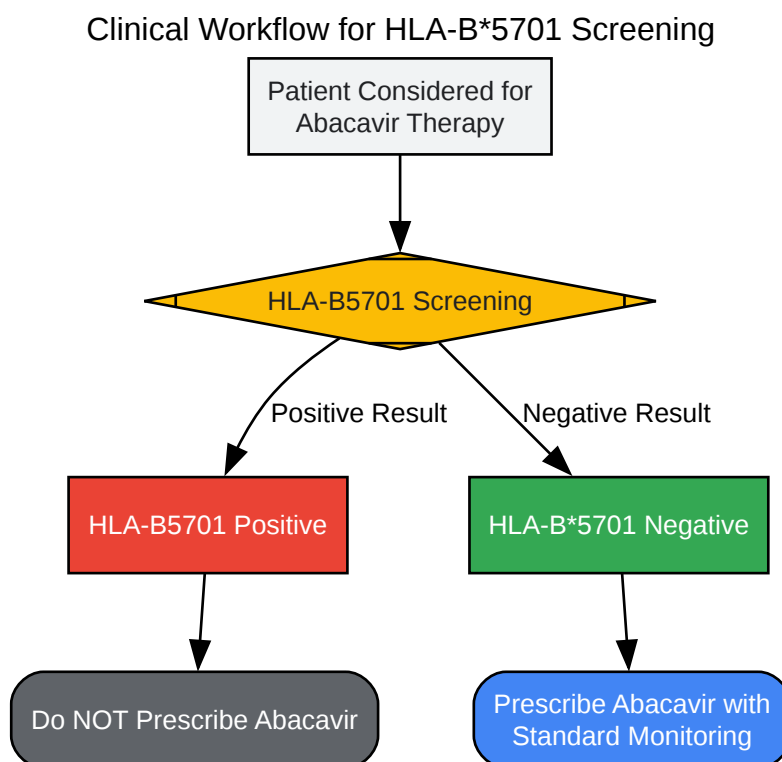 Clinical Workflow for HLA-B*5701 Screening
Patient Considered for
Abacavir Therapy
HLA-B5701 Screening
Positive Result
Negative Result
HLA-B5701 Positive
HLA-B*5701 Negative
Do NOT Prescribe Abacavir
Prescribe Abacavir with
Standard Monitoring